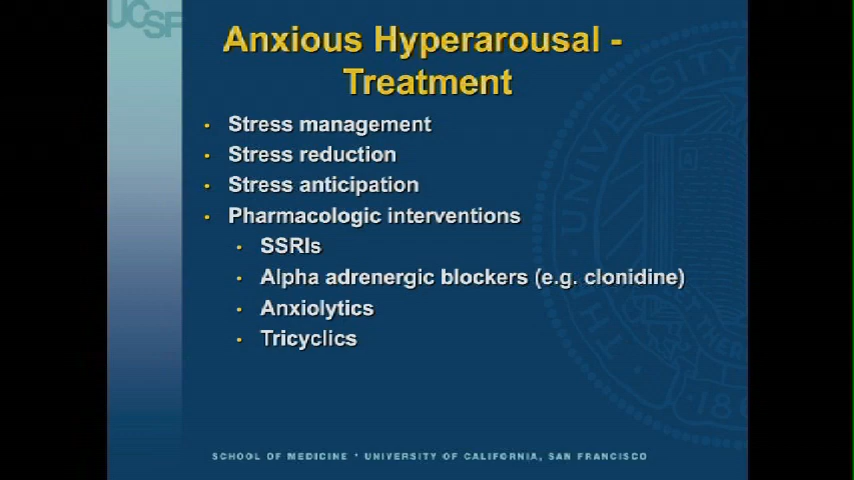 UCSF
Anxious Hyperarousal -
Treatment
• Stress management
• Stress reduction
• Stress anticipation
• Pharmacologic interventions
• SSRIs
• Alpha adrenergic blockers (e.g. clonidine)
• Anxiolytics
• Tricyclics
SCHOOL OF MEDICINE * UNIVERSITY OF CALIFORNIA, SAN FRANCISCO